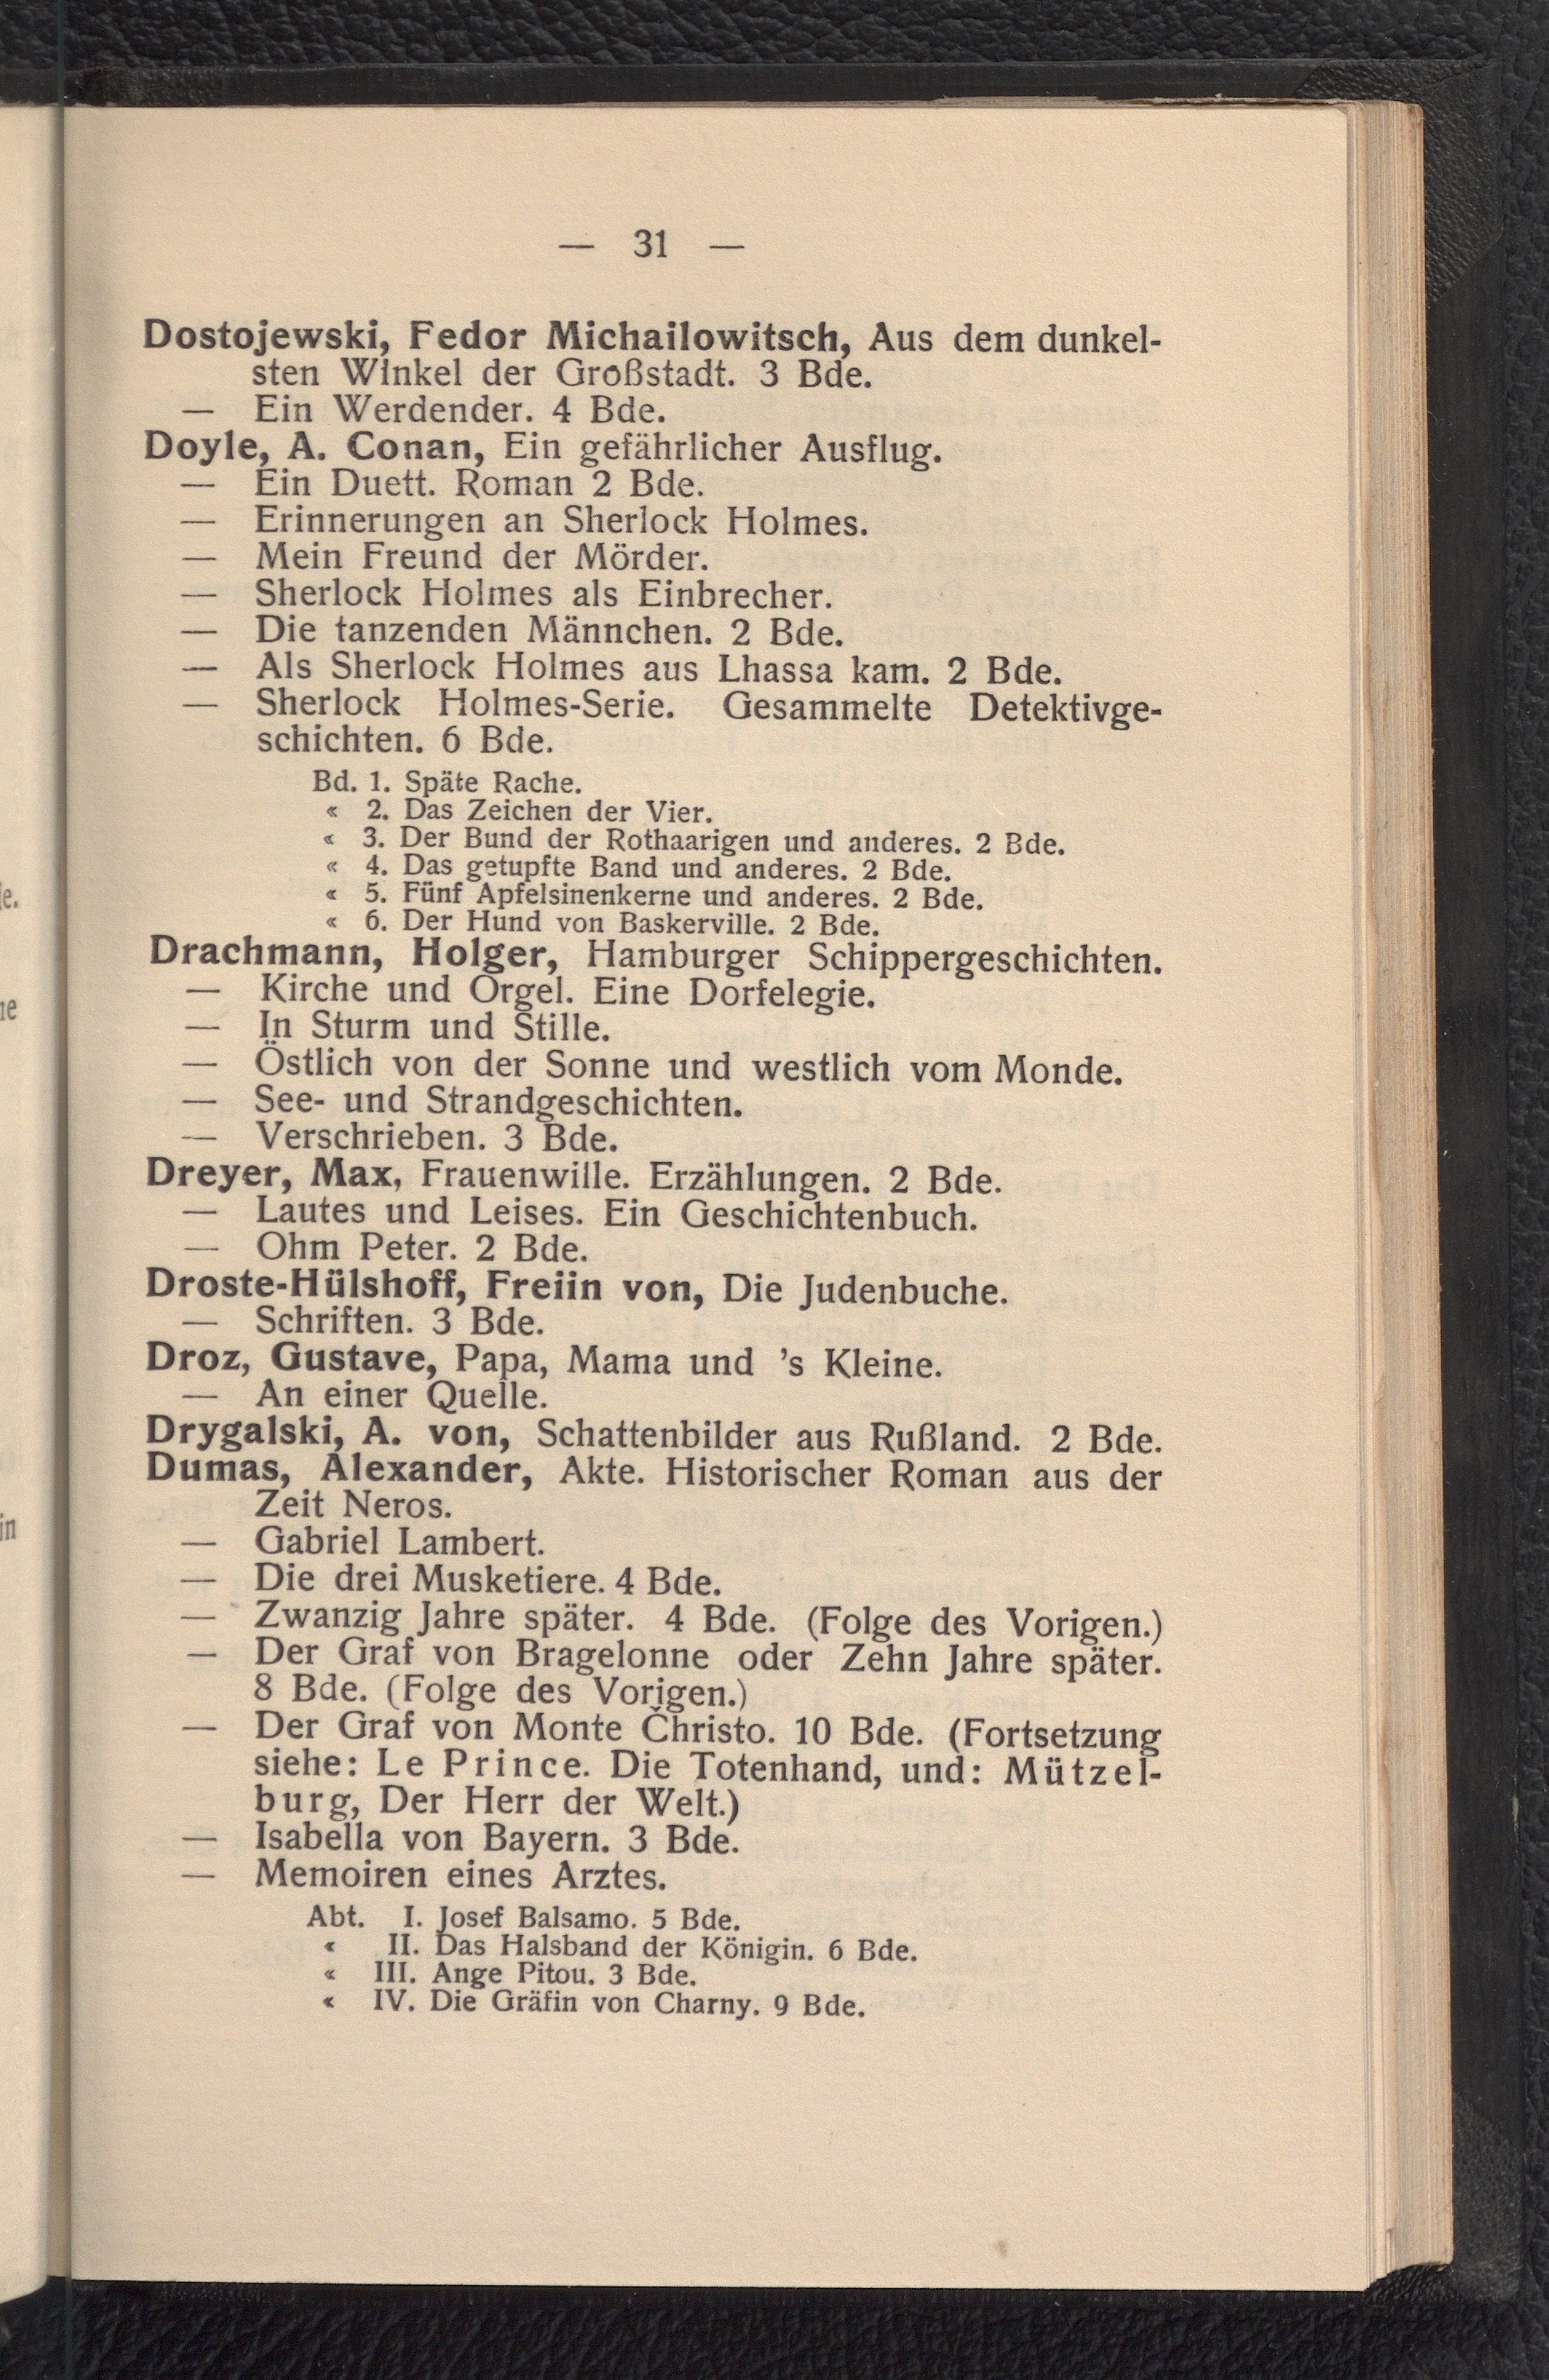 — 31 —
Dostojewski, Fedor Michailowitsch, Aus dem dunkel-
sten Winkel der Großstadt. 3 Bde.
— Ein Werdender. 4 Bde.
Doyle, A. Conan, Ein gefährlicher Ausflug.
— Ein Duett. Roman 2 Bde.
— Erinnerungen an Sherlock Holmes.
— Mein Freund der Mörder.
— Sherlock Holmes als Einbrecher.
— Die tanzenden Männchen. 2 Bde.
— Als Sherlock Holmes aus Lhassa kam. 2 Bde.
— Sherlock Holmes-Serie. Gesammelte Detektivge-
schichten. 6 Bde.
Bd. 1. Späte Rache.
« 2. Das Zeichen der Vier.
« 3. Der Bund der Rothaarigen und anderes. 2 Bde.
« 4. Das getupfte Band und anderes. 2 Bde.
« 5. Fünf Apfelsinenkerne und anderes. 2 Bde.
« 6. Der Hund von Baskerville. 2 Bde.
Drachmann, Holger, Hamburger Schippergeschichten.
— Kirche und Orgel. Eine Dorfelegie.
— In Sturm und Stille.
— Östlich von der Sonne und westlich vom Monde.
— See- und Strandgeschichten.
— Verschrieben. 3 Bde.
Dreyer, Max, Frauenwille. Erzählungen. 2 Bde.
— Lautes und Leises. Ein Geschichtenbuch.
— Ohm Peter. 2 Bde.
Droste-Hülshoff, Freiin von, Die Judenbuche.
— Schriften. 3 Bde.
Droz, Gustave, Papa, Mama und 's Kleine.
— An einer Quelle.
Drygalski, A. von, Schattenbilder aus Rußland. 2 Bde.
Dumas, Alexander, Akte. Historischer Roman aus der
Zeit Neros.
— Gabriel Lambert.
— Die drei Musketiere. 4 Bde.
— Zwanzig Jahre später. 4 Bde. (Folge des Vorigen.)
— Der Graf von Bragelonne oder Zehn Jahre später.
8 Bde. (Folge des Vorigen.)
— Der Graf von Monte Christo. 10 Bde. (Fortsetzung
siehe: Le Prince. Die Totenhand, und: Mützel-
burg, Der Herr der Welt.)
— Isabella von Bayern. 3 Bde.
— Memoiren eines Arztes.
Abt. I. Josef Balsamo. 5 Bde.
« II. Das Halsband der Königin. 6 Bde.
« III. Ange Pitou. 3 Bde.
« IV. Die Gräfin von Charny. 9 Bde.